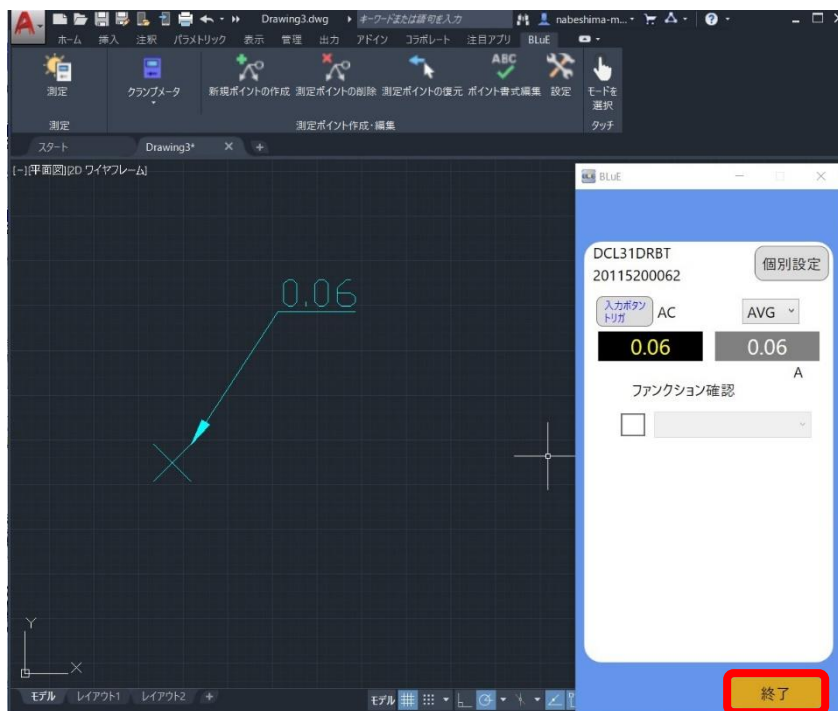 A Drawing3.dwg キーワードまたは語句を入力 nabeshima-m... ?
ホーム 挿入 注釈 パラメトリック 表示 管理 出力 アドイン コラボレート 注目アプリ BLuE
ABC
測定 クランプメータ 新規ポイントの作成 測定ポイントの削除 測定ポイントの復元 ポイント書式編集 設定 モードを
選択
測定 測定ポイント作成・編集 タッチ
スタート Drawing3* × +
[−][平面図][2D ワイヤフレーム]
BLuE
DCL31DRBT
20115200062
個別設定
入力ボタン
トリガ
AC
AVG
0.06
0.06
A
ファンクション確認
0.06
Y
X
終了
モデル レイアウト1 レイアウト2 + モデル